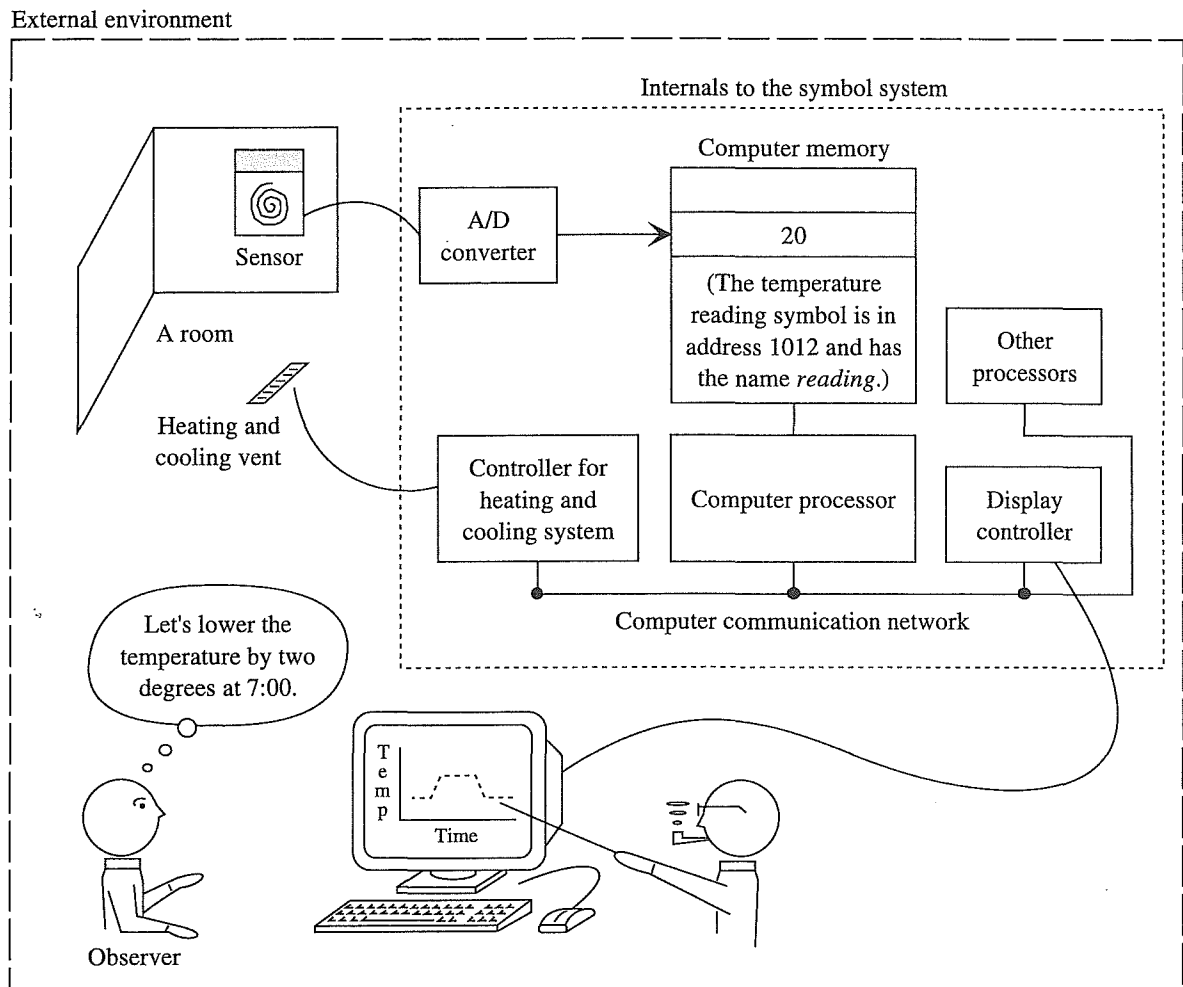 External environment
Internals to the symbol system
Computer memory
A/D
converter
20
Sensor
(The temperature
reading symbol is in
address 1012 and has
the name reading.)
A room
Other
processors
Heating and
cooling vent
Controller for
heating and
cooling system
Computer processor
Display
controller
Computer communication network
Let's lower the
temperature by two
degrees at 7:00.
Temp
Time
Observer